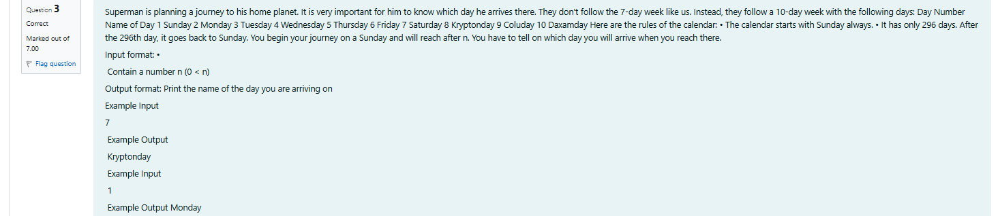 Question 3
Correct
Marked out of
7.00
Flag question
Superman is planning a journey to his home planet. It is very important for him to know which day he arrives there. They don't follow the 7-day week like us. Instead, they follow a 10-day week with the following days: Day Number
Name of Day 1 Sunday 2 Monday 3 Tuesday 4 Wednesday 5 Thursday 6 Friday 7 Saturday 8 Kryptonday 9 Coluday 10 Daxamday Here are the rules of the calendar: • The calendar starts with Sunday always. • It has only 296 days. After
the 296th day, it goes back to Sunday. You begin your journey on a Sunday and will reach after n. You have to tell on which day you will arrive when you reach there.
Input format: •
Contain a number n (0 < n)
Output format: Print the name of the day you are arriving on
Example Input
7
Example Output
Kryptonday
Example Input
1
Example Output Monday